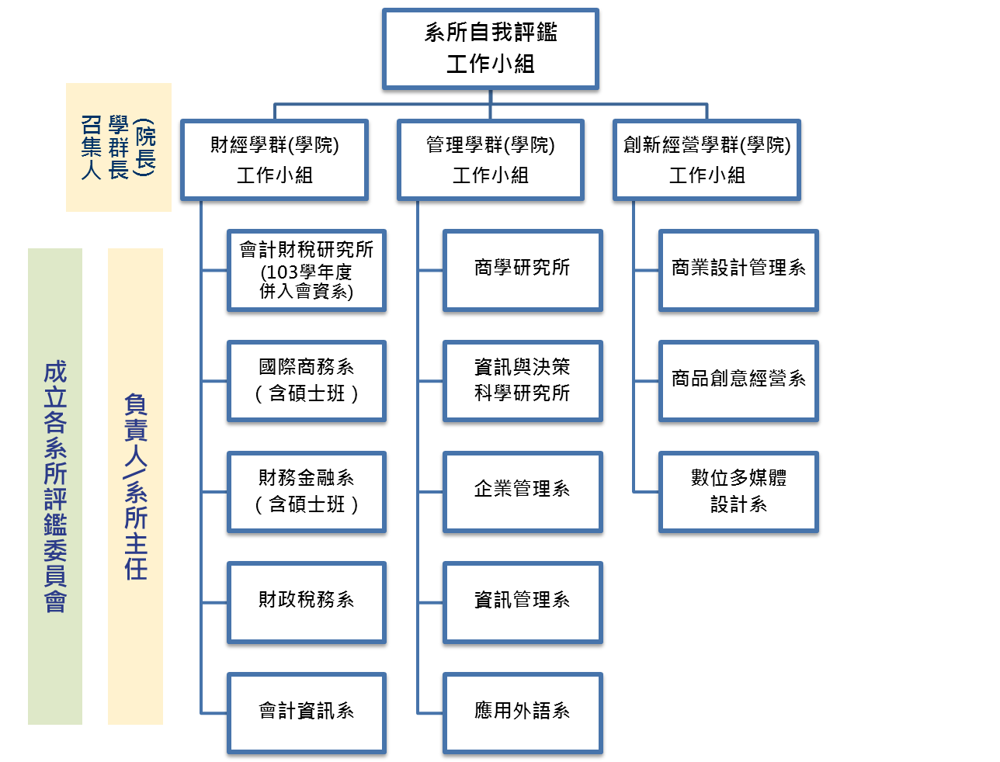 系所自我評鑑
工作小組
召集人
學群長
(院長)
財經學群(學院)
工作小組
管理學群(學院)
工作小組
創新經營學群(學院)
工作小組
成立各系所評鑑委員會
負責人/系所主任
會計財稅研究所
(103學年度
併入會資系)
國際商務系
(含碩士班)
財務金融系
(含碩士班)
財政稅務系
會計資訊系
商學研究所
資訊與決策
科學研究所
企業管理系
資訊管理系
應用外語系
商業設計管理系
商品創意經營系
數位多媒體
設計系